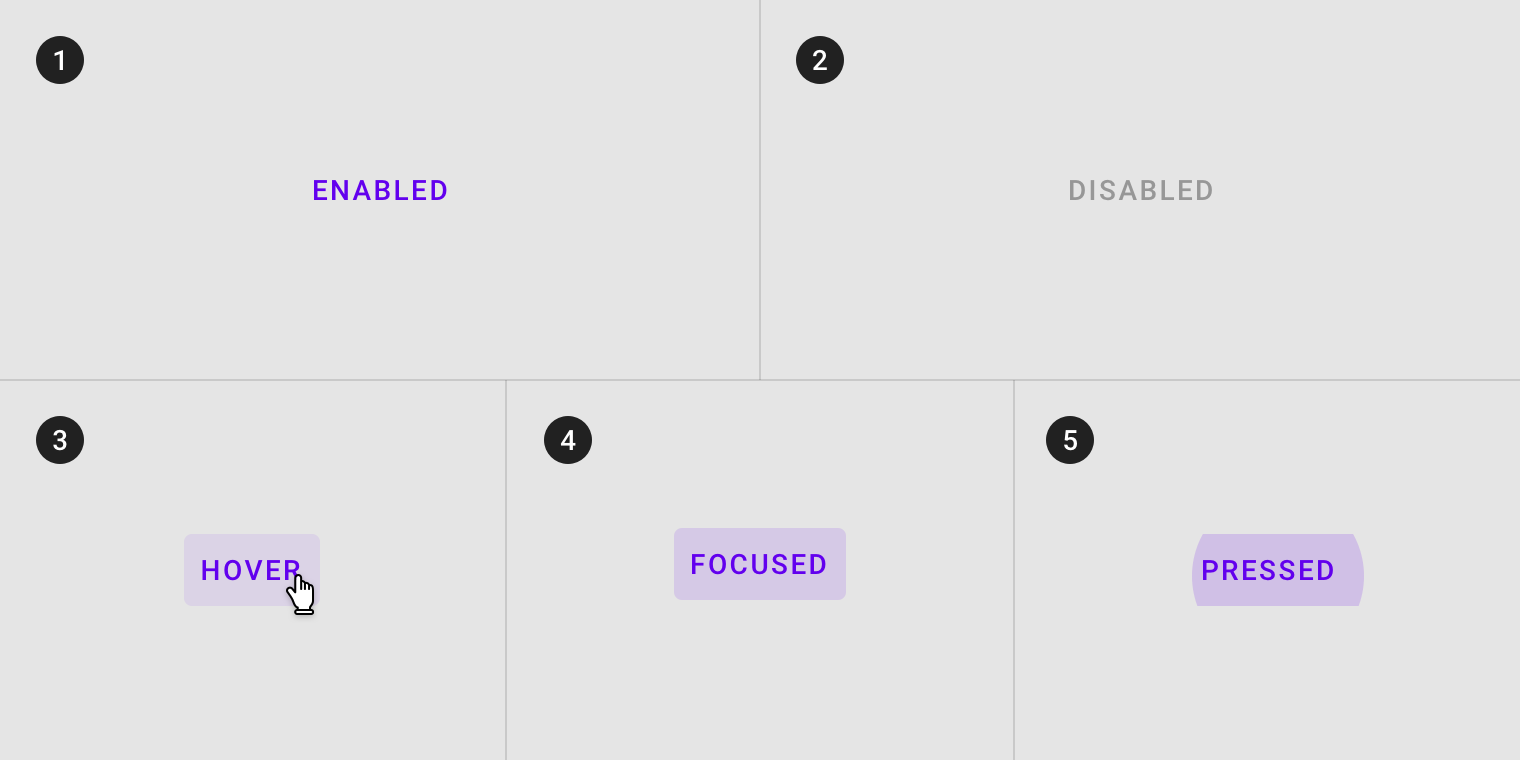 1
2
ENABLED
DISABLED
3
4
5
HOVER
FOCUSED
PRESSED